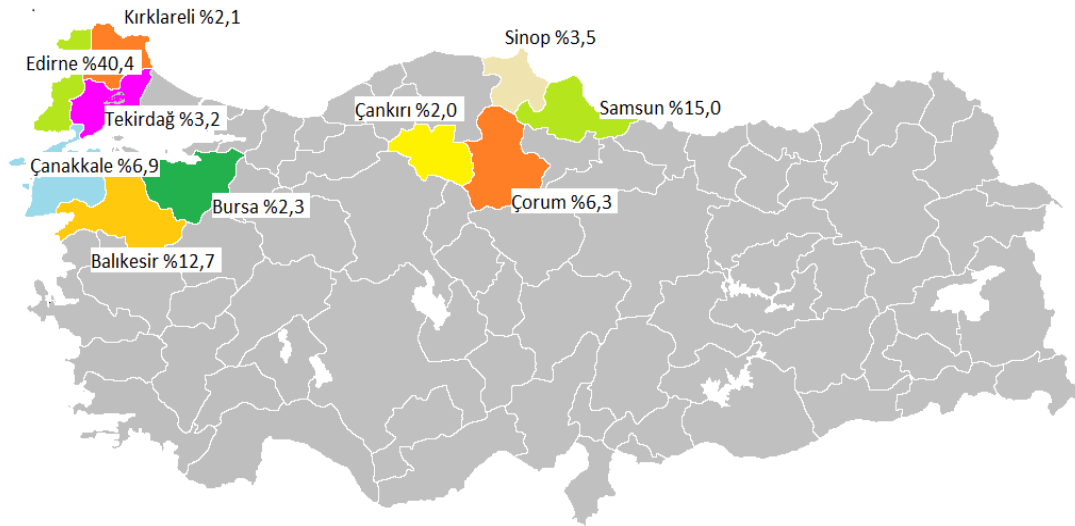 Kırklareli %2,1
Sinop %3,5
Edirne %40,4
Çankırı %2,0
Samsun %15,0
Tekirdağ %3,2
Çanakkale %6,9
Bursa %2,3
Çorum %6,3
Balıkesir %12,7